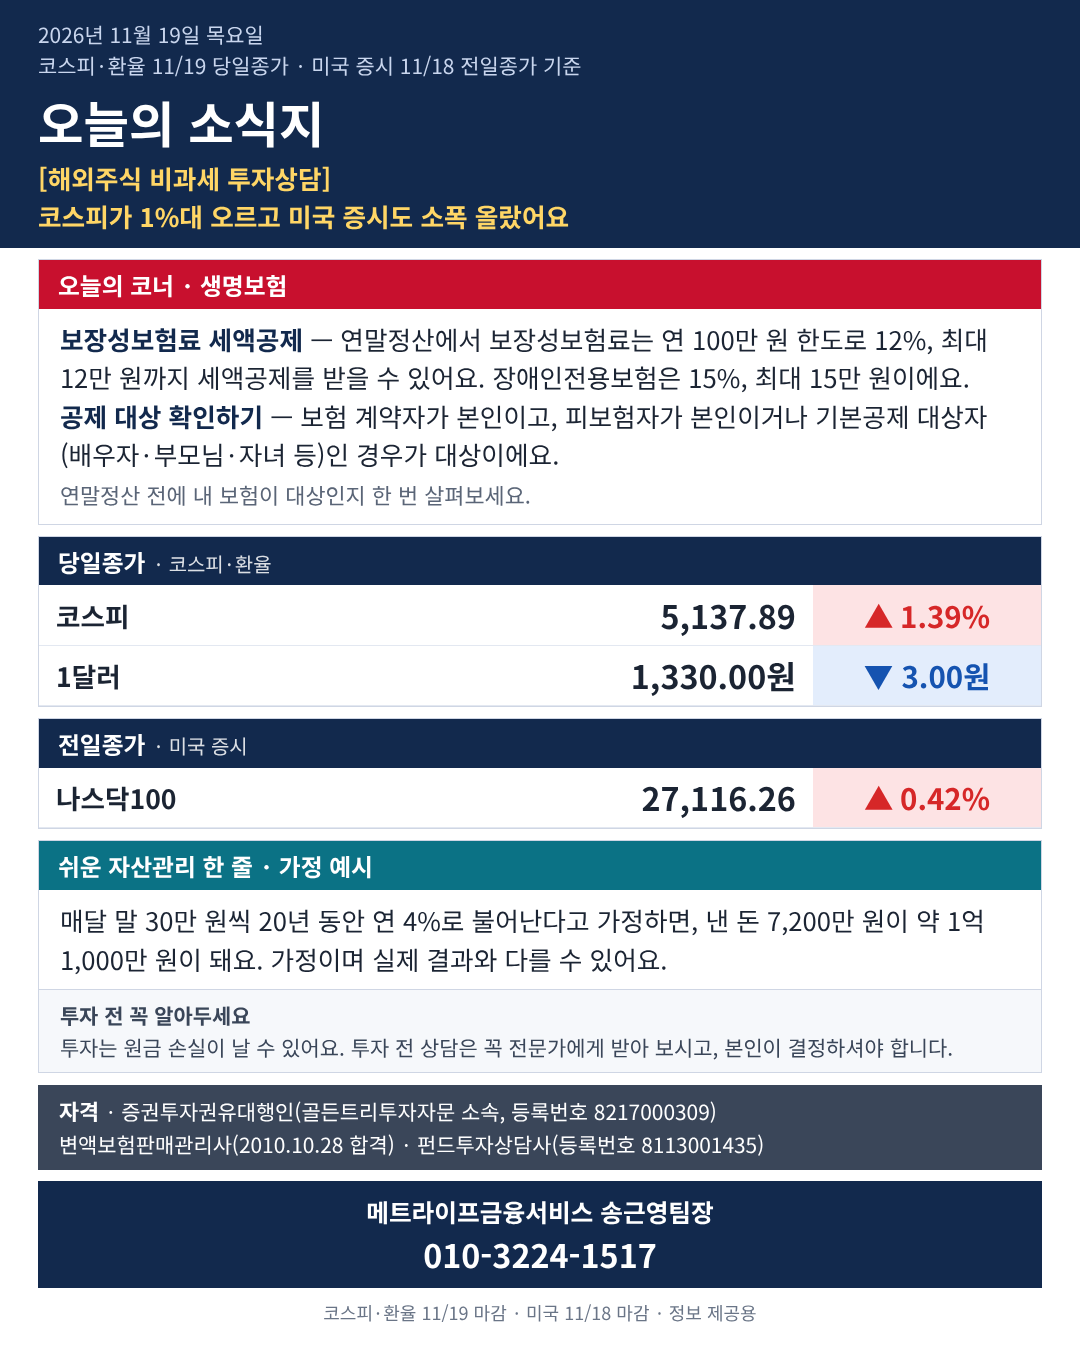 2026년 11월 19일 목요일
코스피·환율 11/19 당일종가 · 미국 증시 11/18 전일종가 기준
오늘의 소식지
[해외주식 비과세 투자상담]
코스피가 1%대 오르고 미국 증시도 소폭 올랐어요
오늘의 코너 · 생명보험
보장성보험료 세액공제 — 연말정산에서 보장성보험료는 연 100만 원 한도로 12%, 최대
12만 원까지 세액공제를 받을 수 있어요. 장애인전용보험은 15%, 최대 15만 원이에요.
공제 대상 확인하기 — 보험 계약자가 본인이고, 피보험자가 본인이거나 기본공제 대상자
(배우자·부모님·자녀 등)인 경우가 대상이에요.
연말정산 전에 내 보험이 대상인지 한 번 살펴보세요.
당일종가 · 코스피·환율
코스피 5,137.89 ▲ 1.39%
1달러 1,330.00원 ▼ 3.00원
전일종가 · 미국 증시
나스닥100 27,116.26 ▲ 0.42%
쉬운 자산관리 한 줄 · 가정 예시
매달 말 30만 원씩 20년 동안 연 4%로 불어난다고 가정하면, 낸 돈 7,200만 원이 약 1억
1,000만 원이 돼요. 가정이며 실제 결과와 다를 수 있어요.
투자 전 꼭 알아두세요
투자는 원금 손실이 날 수 있어요. 투자 전 상담은 꼭 전문가에게 받아 보시고, 본인이 결정하셔야 합니다.
자격 · 증권투자권유대행인(골든트리투자자문 소속, 등록번호 8217000309)
변액보험판매관리사(2010.10.28 합격) · 펀드투자상담사(등록번호 8113001435)
메트라이프금융서비스 송근영팀장
010-3224-1517
코스피·환율 11/19 마감 · 미국 11/18 마감 · 정보 제공용